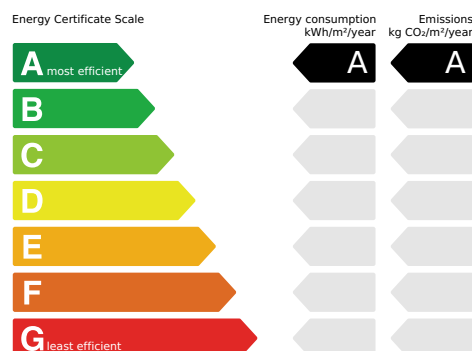 Energy Certificate Scale
Energy consumption
kWh/m²/year
Emissions
kg CO₂/m²/year
A most efficient
A
A
B
C
D
E
F
G least efficient